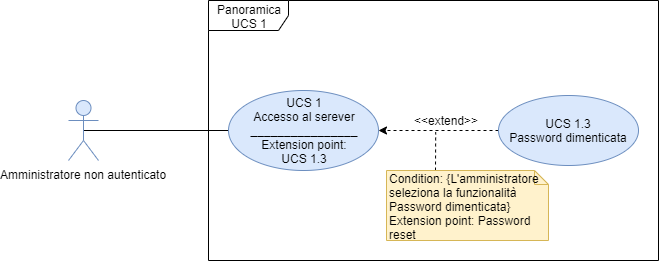 Panoramica
UCS 1
UCS 1
Accesso al serever
________________
Extension point:
UCS 1.3
<<extend>>
UCS 1.3
Password dimenticata
Amministratore non autenticato
Condition: {L'amministratore
seleziona la funzionalità
Password dimenticata}
Extension point: Password
reset